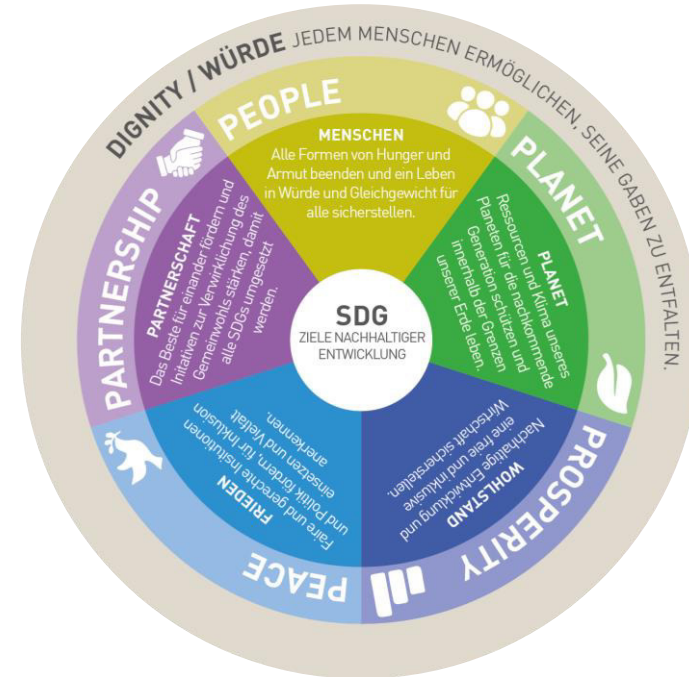 DIGNITY / WÜRDE JEDEM MENSCHEN ERMÖGLICHEN, SEINE GABEN ZU ENTFALTEN.
PEOPLE
MENSCHEN
Alle Formen von Hunger und
Armut beenden und ein Leben
in Würde und Gleichgewicht für
alle sicherstellen.
PLANET
PLANET
Ressourcen und Klima unseres
Planeten für die nachkommende
Generation schützen und
innerhalb der Grenzen
unserer Erde leben.
PROSPERITY
WOHLSTAND
Nachhaltige Entwicklung und
eine freie und inklusive
Wirtschaft sicherstellen.
PEACE
FRIEDEN
Faire und gerechte Institutionen
und Politik fördern, für Inklusion
einsetzen und Vielfalt
anerkennen.
PARTNERSHIP
PARTNERSCHAFT
Das Beste für einander fördern und
Initativen zur Verwirklichung des
Gemeinwohls stärken, damit
alle SDGs umgesetzt
werden.
SDG
ZIELE NACHHALTIGER
ENTWICKLUNG